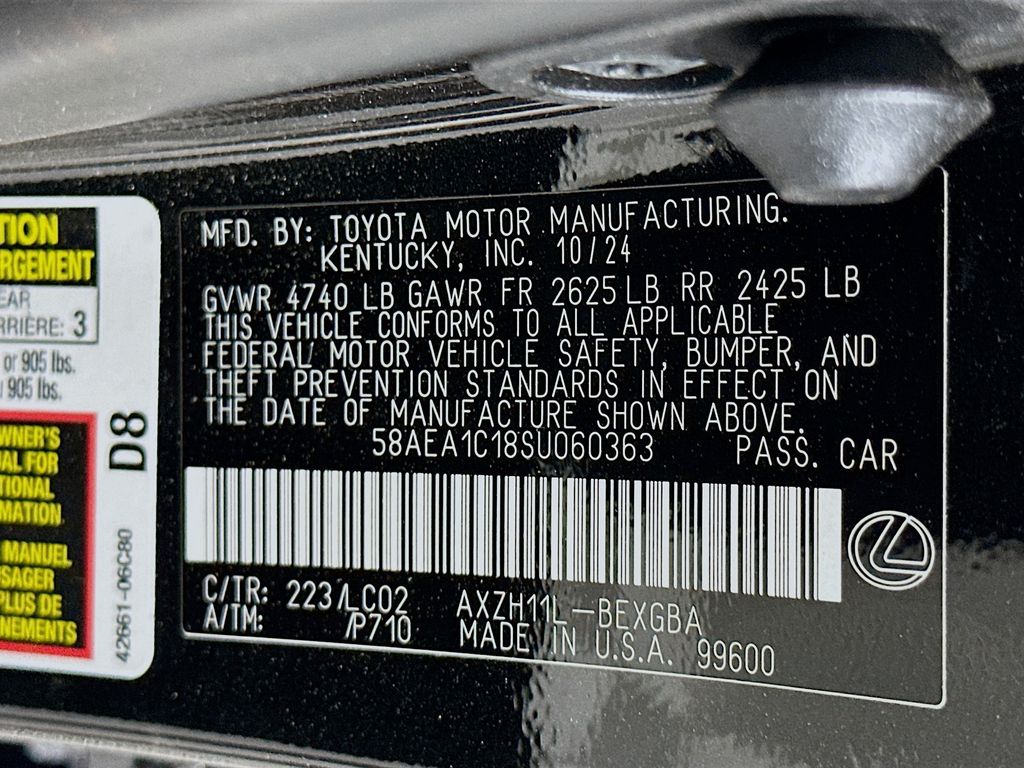 TION
RGEMENT
EAR
RRIÈRE: 3
or 905 lbs.
905 lbs.
WNER'S
AL FOR
TIONAL
MATION
MANUEL
SAGER
PLUS DE
NEMENTS
D8
42661-06C80
MFD. BY: TOYOTA MOTOR MANUFACTURING.
KENTUCKY, INC. 10/24
GVWR 4740 LB GAWR FR 2625 LB RR 2425 LB
THIS VEHICLE CONFORMS TO ALL APPLICABLE
FEDERAL MOTOR VEHICLE SAFETY, BUMPER, AND
THEFT PREVENTION STANDARDS IN EFFECT ON
THE DATE OF MANUFACTURE SHOWN ABOVE.
58AEA1C18SU060363 PASS. CAR
C/TR: 223/LC02 AXZH11L-BEXGBA
A/TM: /P710 MADE IN U.S.A. 99600